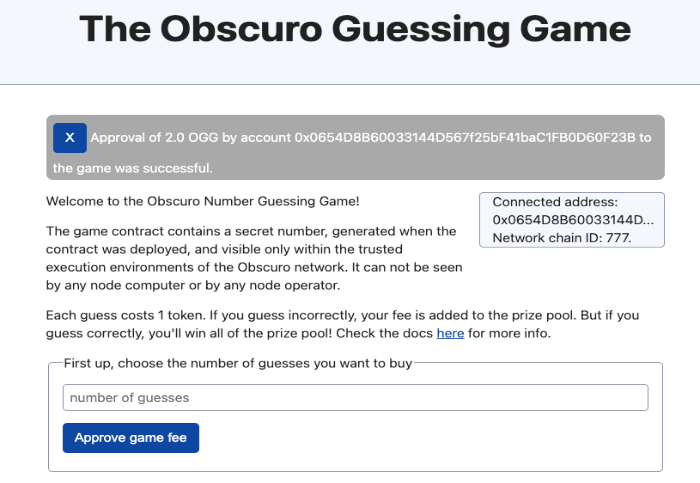 The Obscuro Guessing Game
X Approval of 2.0 OGG by account 0x0654D8B60033144D567f25bF41baC1FB0D60F23B to
the game was successful.
Welcome to the Obscuro Number Guessing Game!
Connected address:
0x0654D8B60033144D...
Network chain ID: 777.
The game contract contains a secret number, generated when the
contract was deployed, and visible only within the trusted
execution environments of the Obscuro network. It can not be seen
by any node computer or by any node operator.
Each guess costs 1 token. If you guess incorrectly, your fee is added to the prize pool. But if you
guess correctly, you'll win all of the prize pool! Check the docs here for more info.
First up, choose the number of guesses you want to buy
number of guesses
Approve game fee